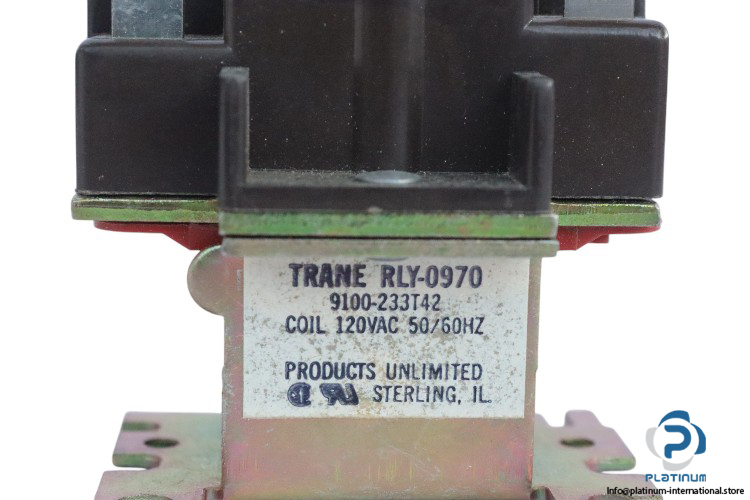 TRANE RLY-0970
9100-233T42
COIL 120VAC 50/60HZ
PRODUCTS UNLIMITED
STERLING, IL.
PLATINUM
Info@platinum-international.store